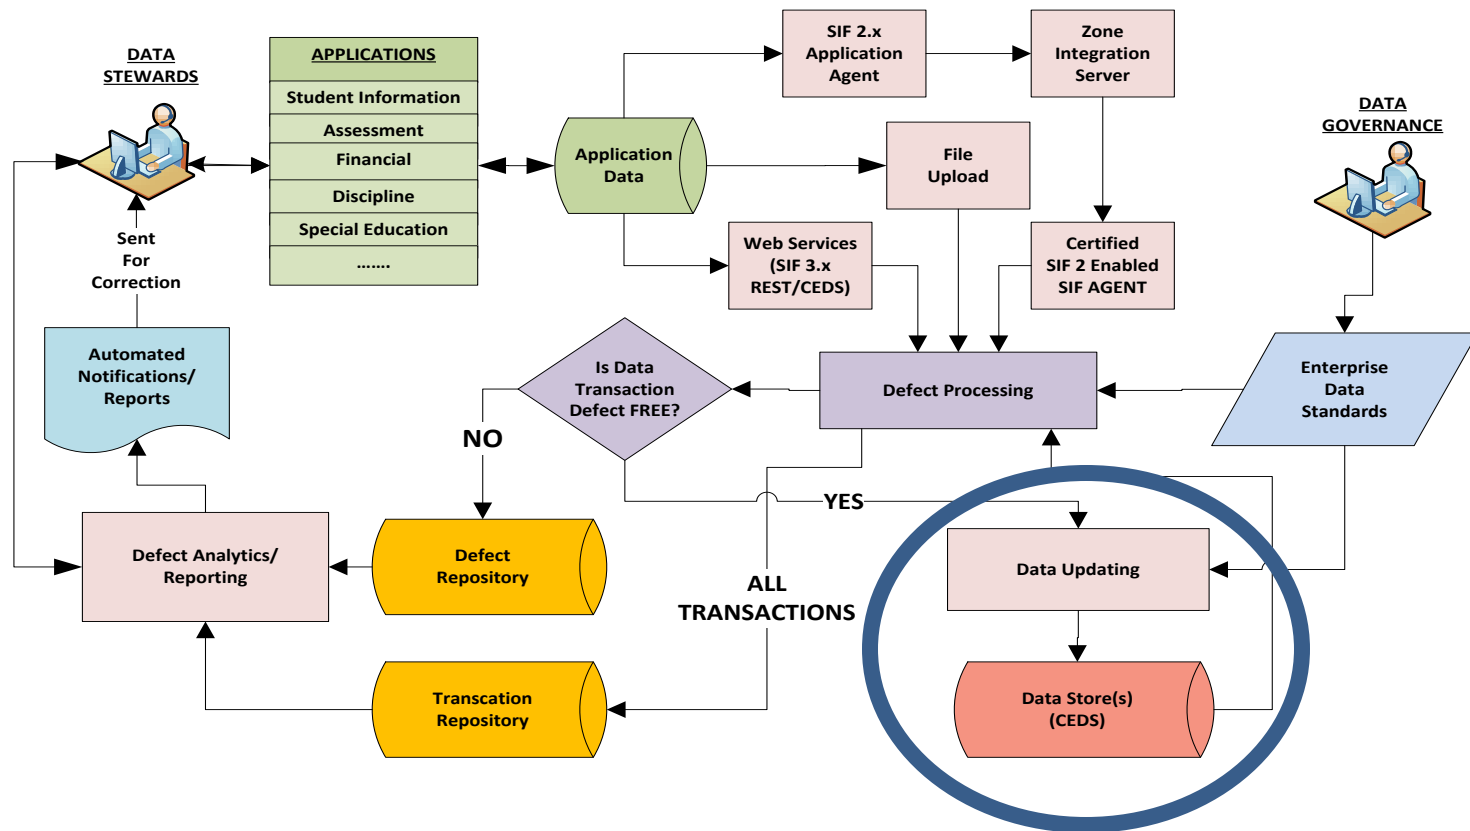 DATA
STEWARDS
APPLICATIONS
Student Information
Assessment
Financial
Discipline
Special Education
.......
Application
Data
SIF 2.x
Application
Agent
Zone
Integration
Server
File
Upload
Web Services
(SIF 3.x
REST/CEDS)
Certified
SIF 2 Enabled
SIF AGENT
DATA
GOVERNANCE
Sent
For
Correction
Automated
Notifications/
Reports
Is Data
Transaction
Defect FREE?
Defect Processing
Enterprise
Data
Standards
NO
YES
Defect Analytics/
Reporting
Defect
Repository
ALL
TRANSACTIONS
Data Updating
Transcation
Repository
Data Store(s)
(CEDS)